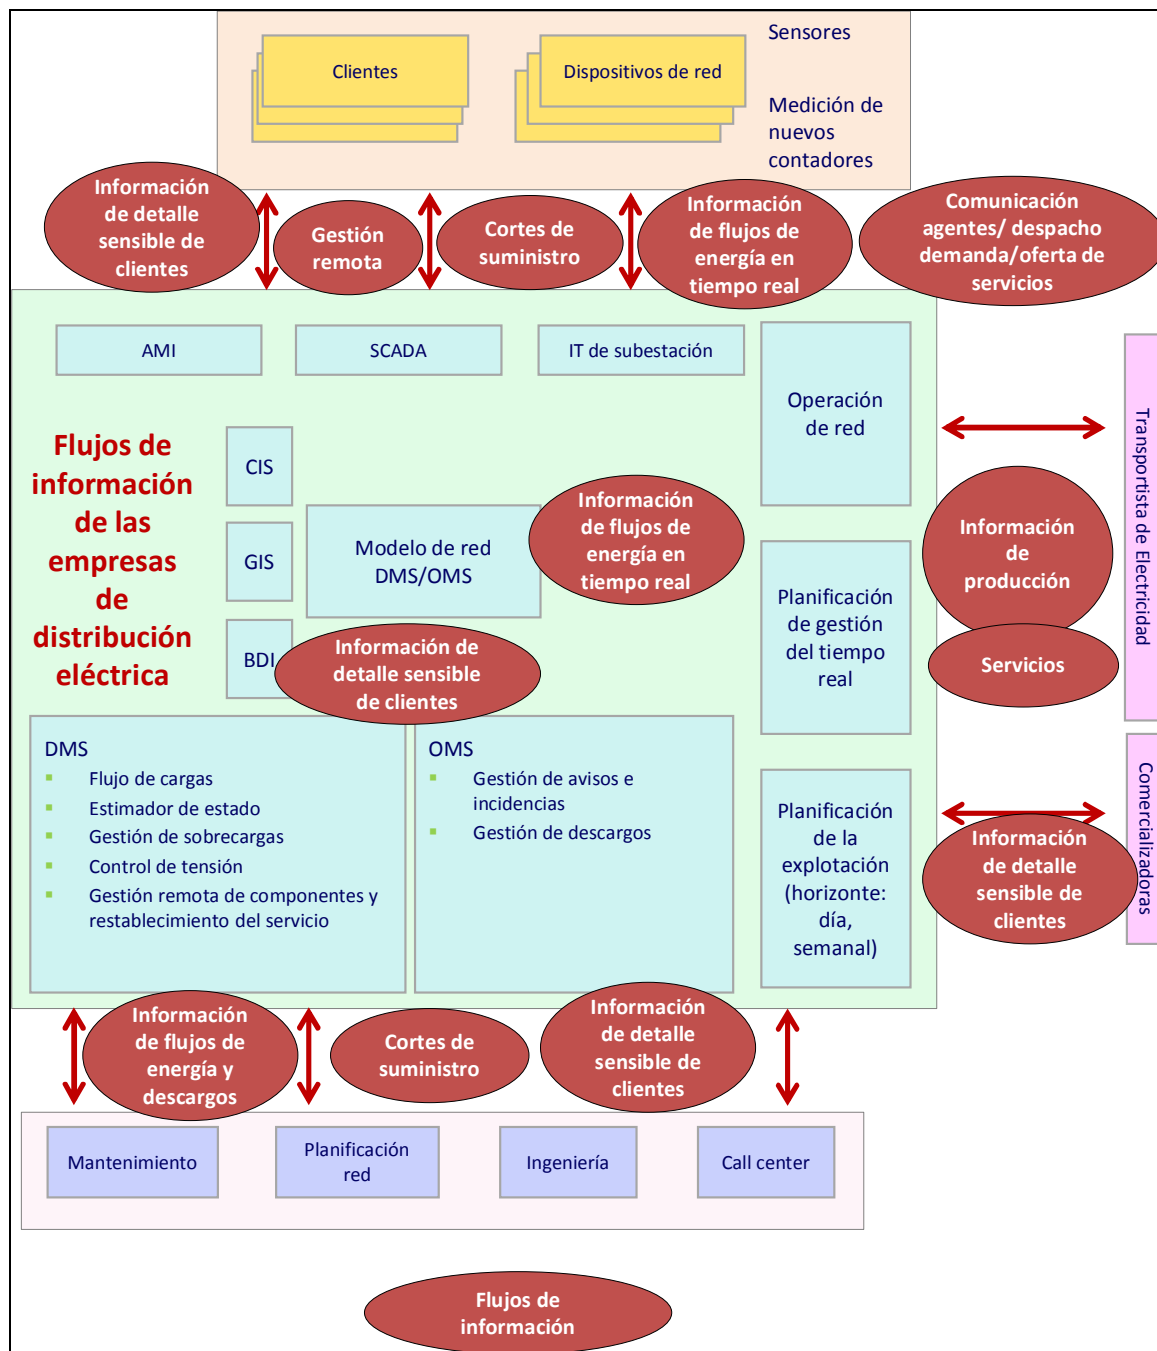 Sensores
Clientes
Dispositivos de red
Medición de
nuevos
contadores
Información
de detalle
sensible de
clientes
Gestión
remota
Cortes de
suministro
Información
de flujos de
energía en
tiempo real
Comunicación
agentes/ despacho
demanda/oferta de
servicios
AMI
SCADA
IT de subestación
Operación
de red
Transportista de Electricidad
Flujos de
información
de las
empresas
de
distribución
eléctrica
CIS
GIS
BDI
Modelo de red
DMS/OMS
Información
de flujos de
energía en
tiempo real
Información de
detalle sensible
de clientes
Planificación
de gestión
del tiempo
real
Información
de
producción
Servicios
DMS
Flujo de cargas
Estimador de estado
Gestión de sobrecargas
Control de tensión
Gestión remota de componentes y
restablecimiento del servicio
OMS
Gestión de avisos e
incidencias
Gestión de descargos
Planificación
de la
explotación
(horizonte:
día,
semanal)
Comercializadoras
Información
de detalle
sensible de
clientes
Información
de flujos de
energía y
descargos
Cortes de
suministro
Información
de detalle
sensible de
clientes
Mantenimiento
Planificación
red
Ingeniería
Call center
Flujos de
información